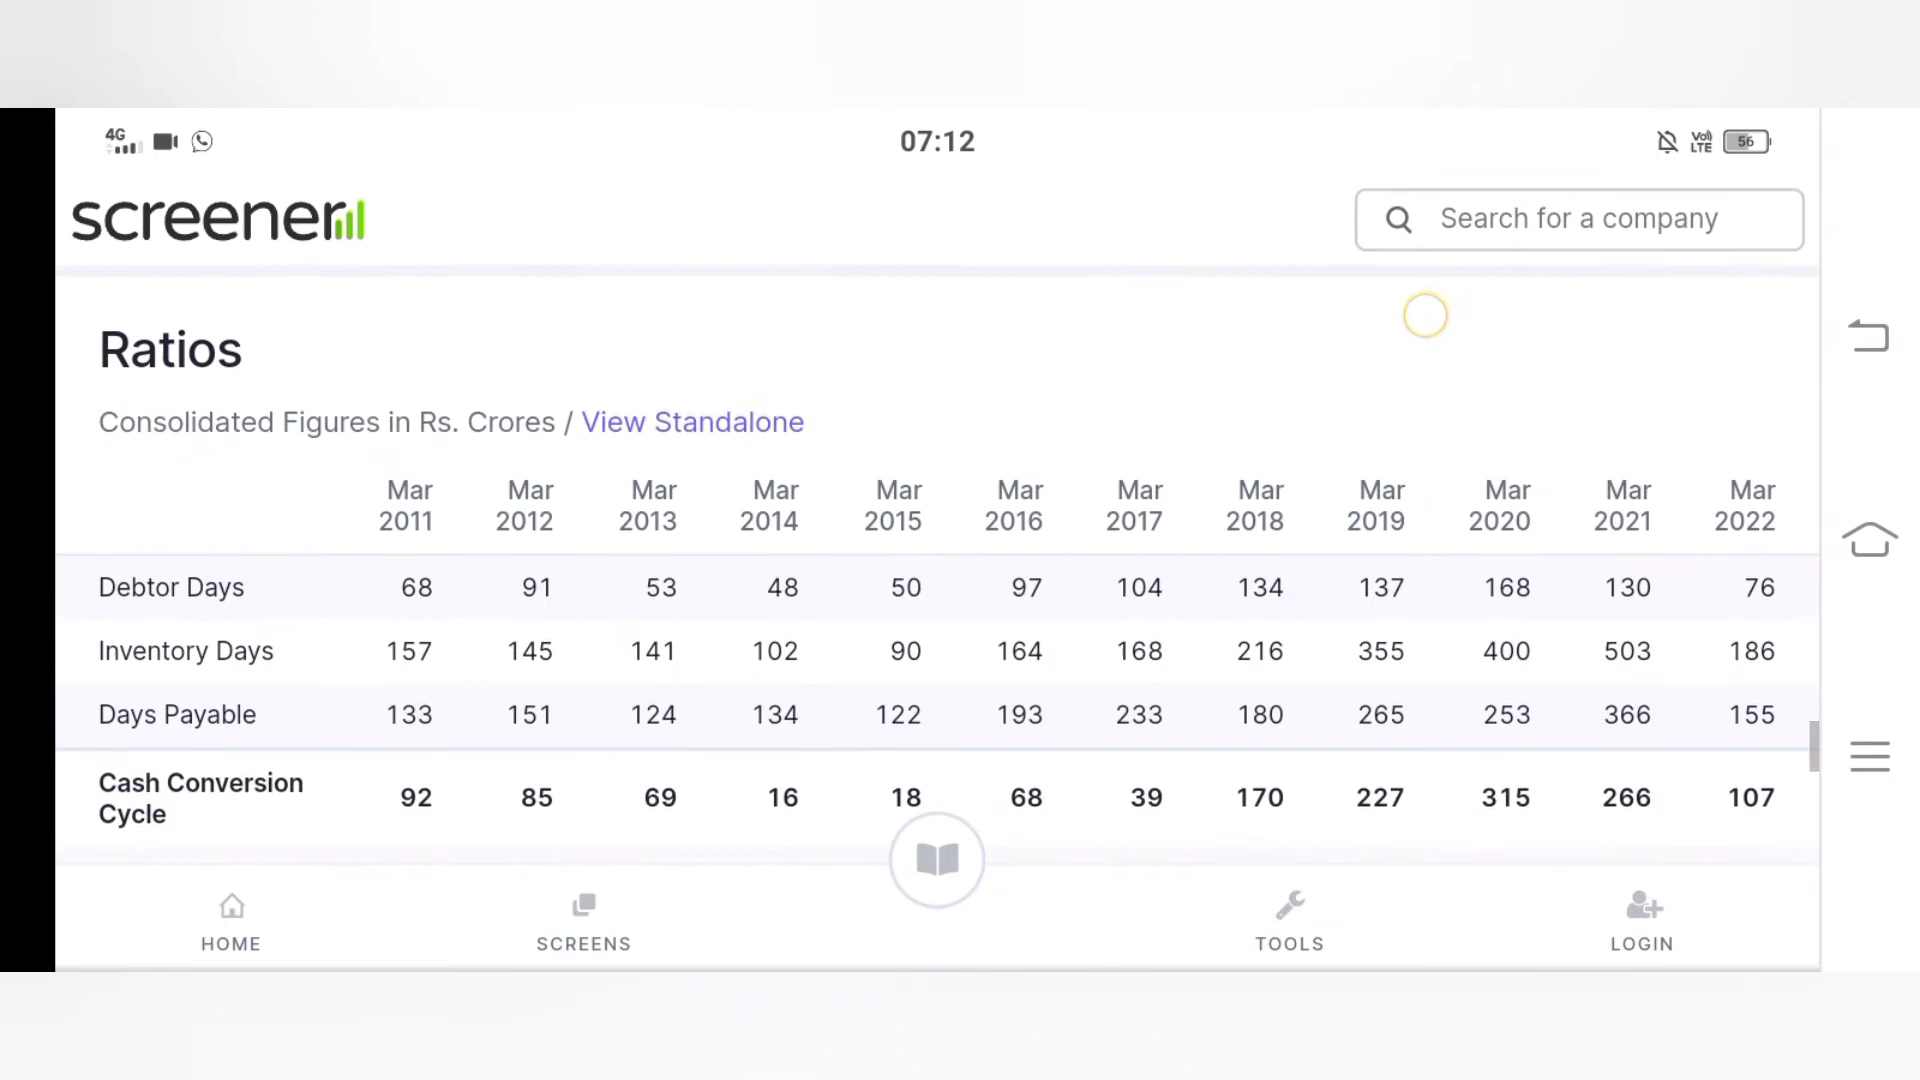 4G 07:12 Vol) LTE 56
screener Search for a company
Ratios
Consolidated Figures in Rs. Crores / View Standalone
Mar Mar Mar Mar Mar Mar Mar Mar Mar Mar Mar Mar
2011 2012 2013 2014 2015 2016 2017 2018 2019 2020 2021 2022
Debtor Days 68 91 53 48 50 97 104 134 137 168 130 76
Inventory Days 157 145 141 102 90 164 168 216 355 400 503 186
Days Payable 133 151 124 134 122 193 233 180 265 253 366 155
Cash Conversion
Cycle 92 85 69 16 18 68 39 170 227 315 266 107
HOME SCREENS TOOLS LOGIN